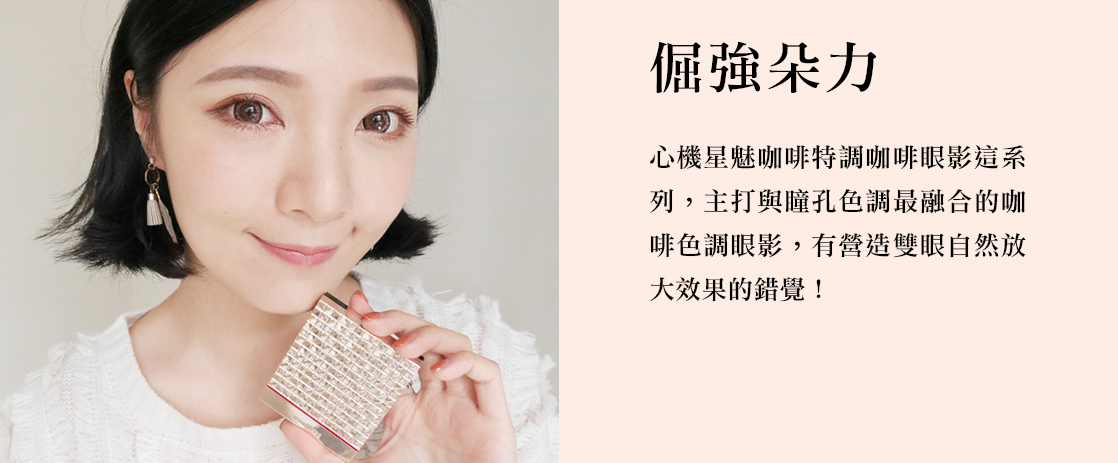 倔強朵力
心機星魅咖啡特調咖啡眼影這系
列，主打與瞳孔色調最融合的咖
啡色調眼影，有營造雙眼自然放
大效果的錯覺！